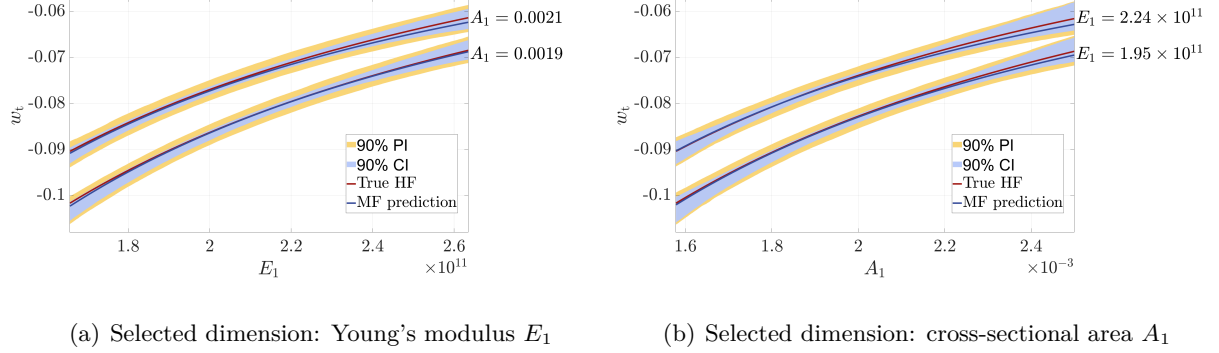 -0.06
-0.07
-0.08
-0.09
-0.1
w_t
A_1 = 0.0021
A_1 = 0.0019
90% PI
90% CI
True HF
MF prediction
1.8 2 2.2 2.4 2.6
E_1 ×10^11
(a) Selected dimension: Young's modulus E_1
-0.06
-0.07
-0.08
-0.09
-0.1
w_t
E_1 = 2.24 × 10^11
E_1 = 1.95 × 10^11
90% PI
90% CI
True HF
MF prediction
1.6 1.8 2 2.2 2.4
A_1 ×10^−3
(b) Selected dimension: cross-sectional area A_1